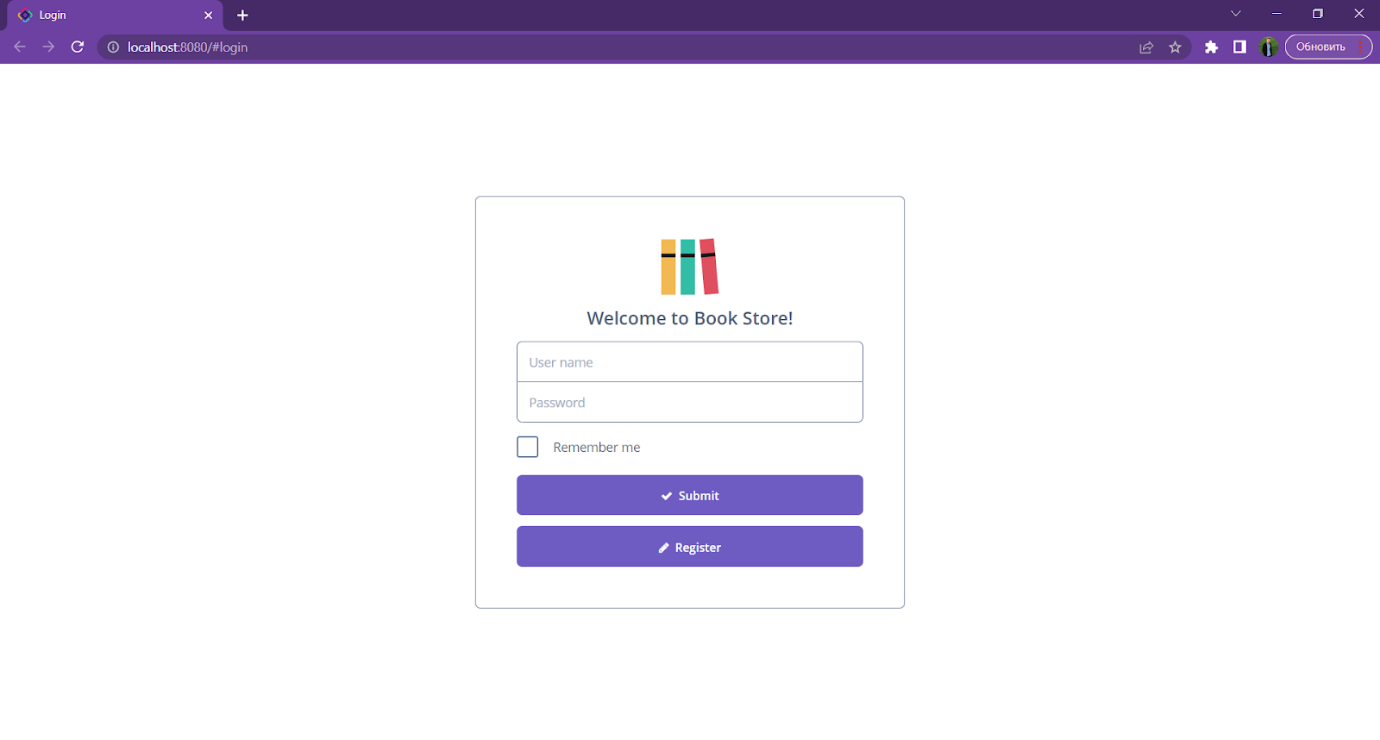 Login
localhost:8080/#login
Обновить
Welcome to Book Store!
User name
Password
Remember me
Submit
Register